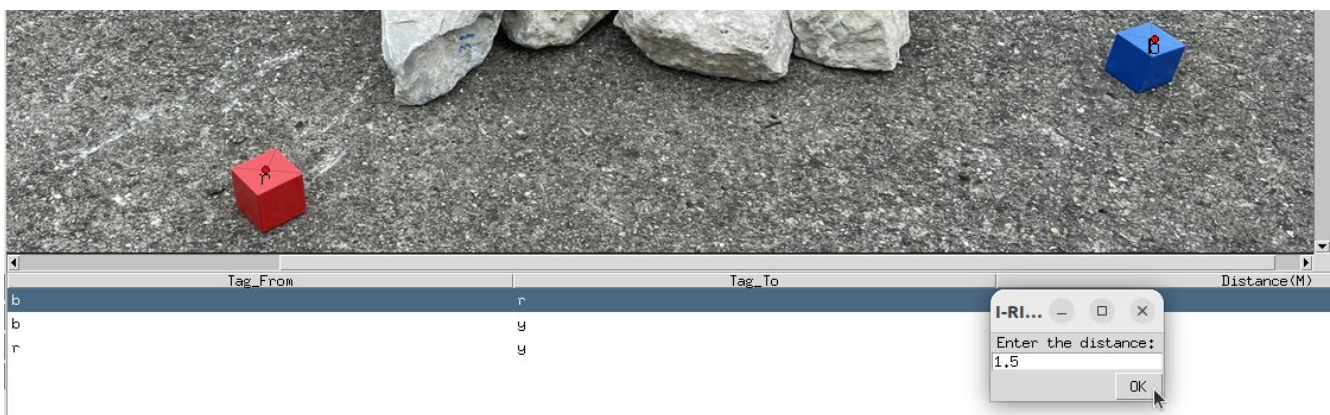 b
r
Tag_From Tag_To Distance(M)
b r
b y
r y
I-RI...
Enter the distance:
1.5
OK